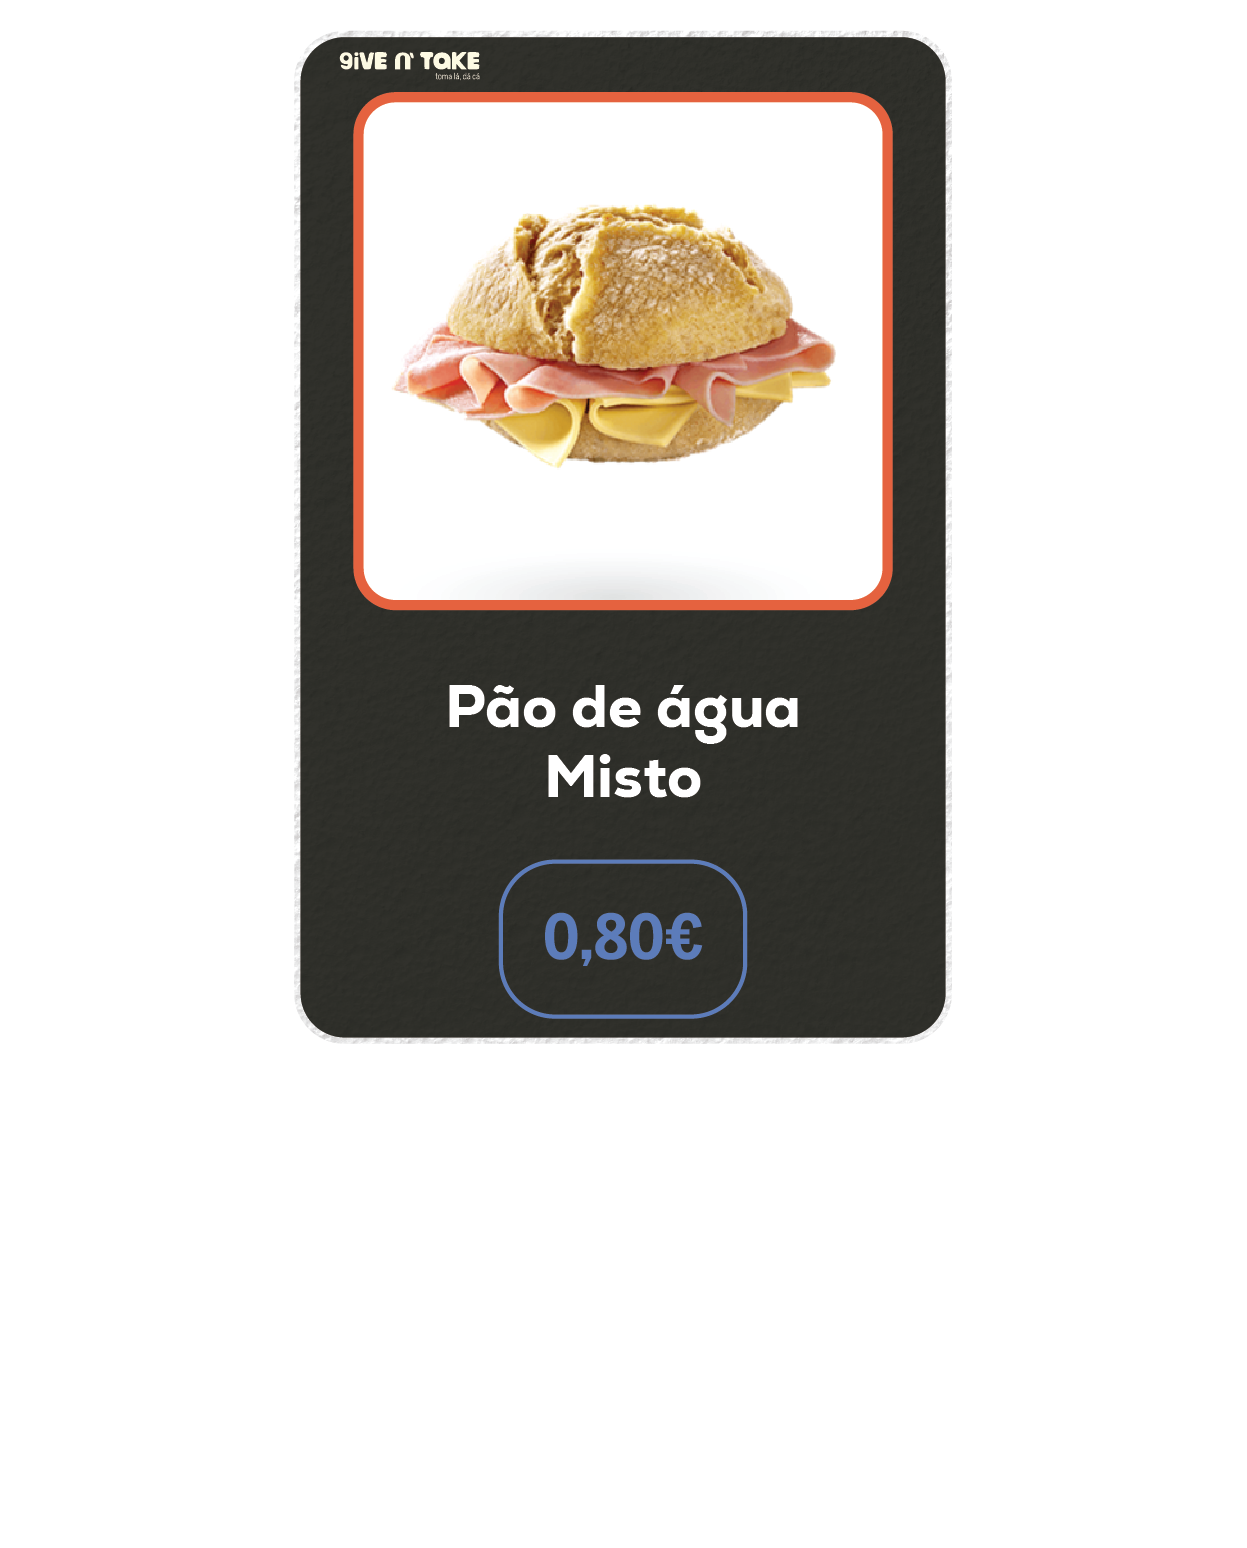 giVE n' TaKE
toma lá, dá cá
Pão de água
Misto
0,80€